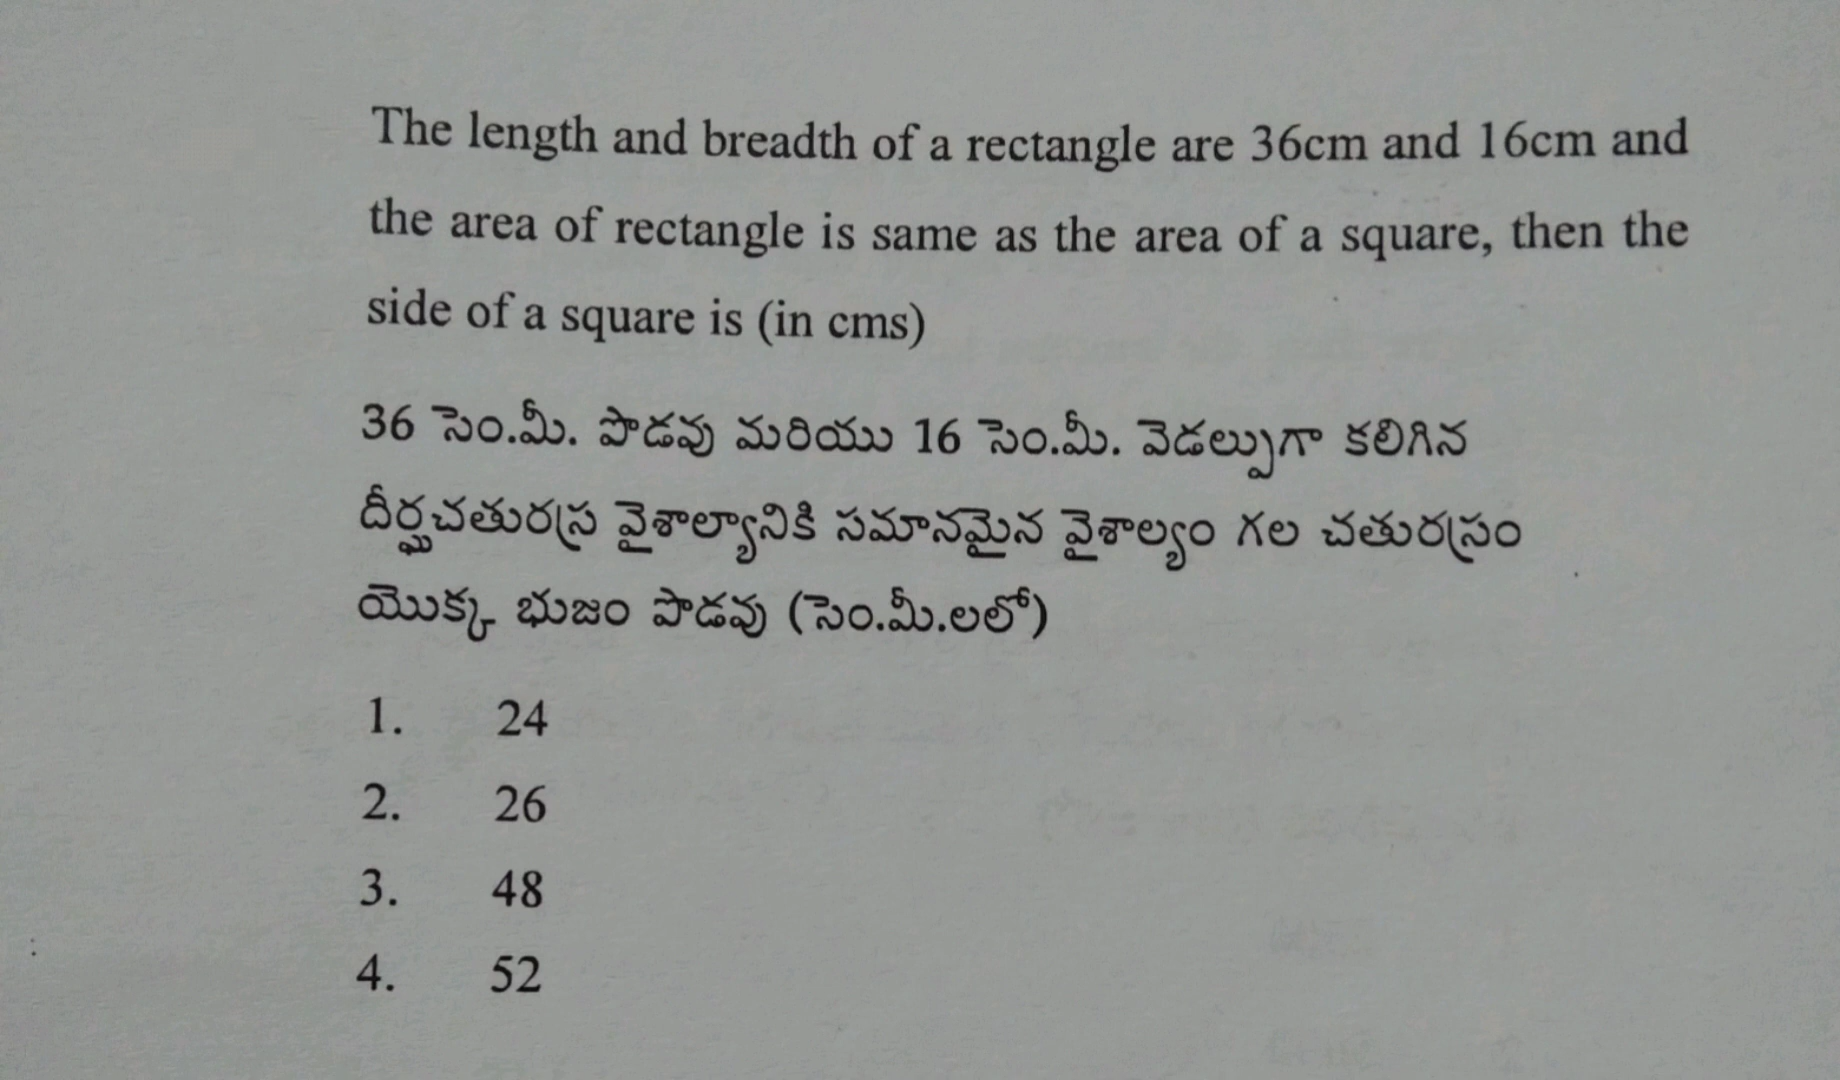 The length and breadth of a rectangle are 36cm and 16cm and
the area of rectangle is same as the area of a square, then the
side of a square is (in cms)
36 సెం.మీ. పొడవు మరియు 16 సెం.మీ. వెడల్పుగా కలిగిన
దీర్ఘచతురస్ర వైశాల్యానికి సమానమైన వైశాల్యం గల చతురస్రం
యొక్క భుజం పొడవు (సెం.మీ.లలో)
1. 24
2. 26
3. 48
4. 52